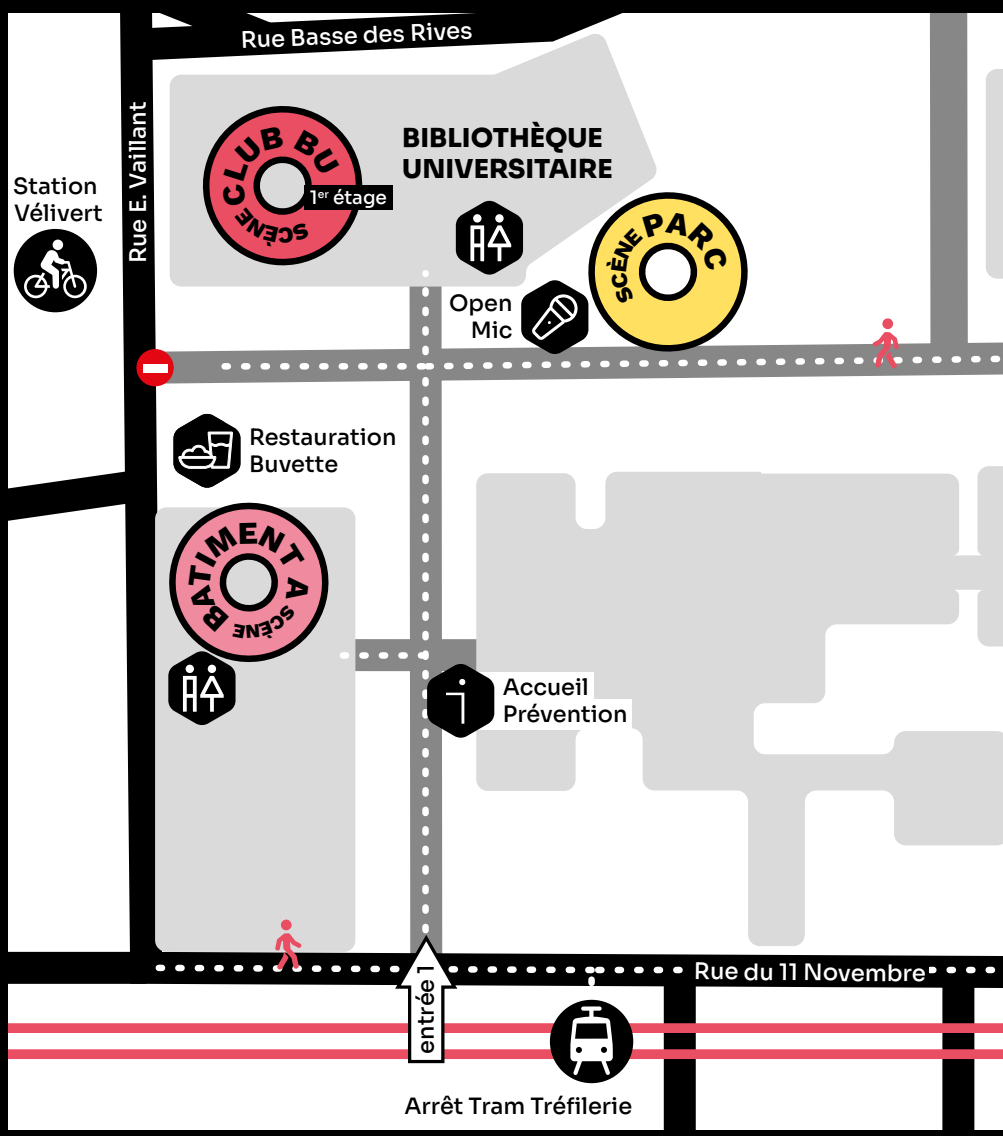 Rue Basse des Rives
Rue E. Vaillant
Station
Vélivert
SCÈNE CLUB BU
1er étage
BIBLIOTHÈQUE
UNIVERSITAIRE
SCÈNE PARC
Open
Mic
Restauration
Buvette
BATIMENT A
SCÈNE
Accueil
Prévention
entrée 1
Rue du 11 Novembre
Arrêt Tram Tréfilerie